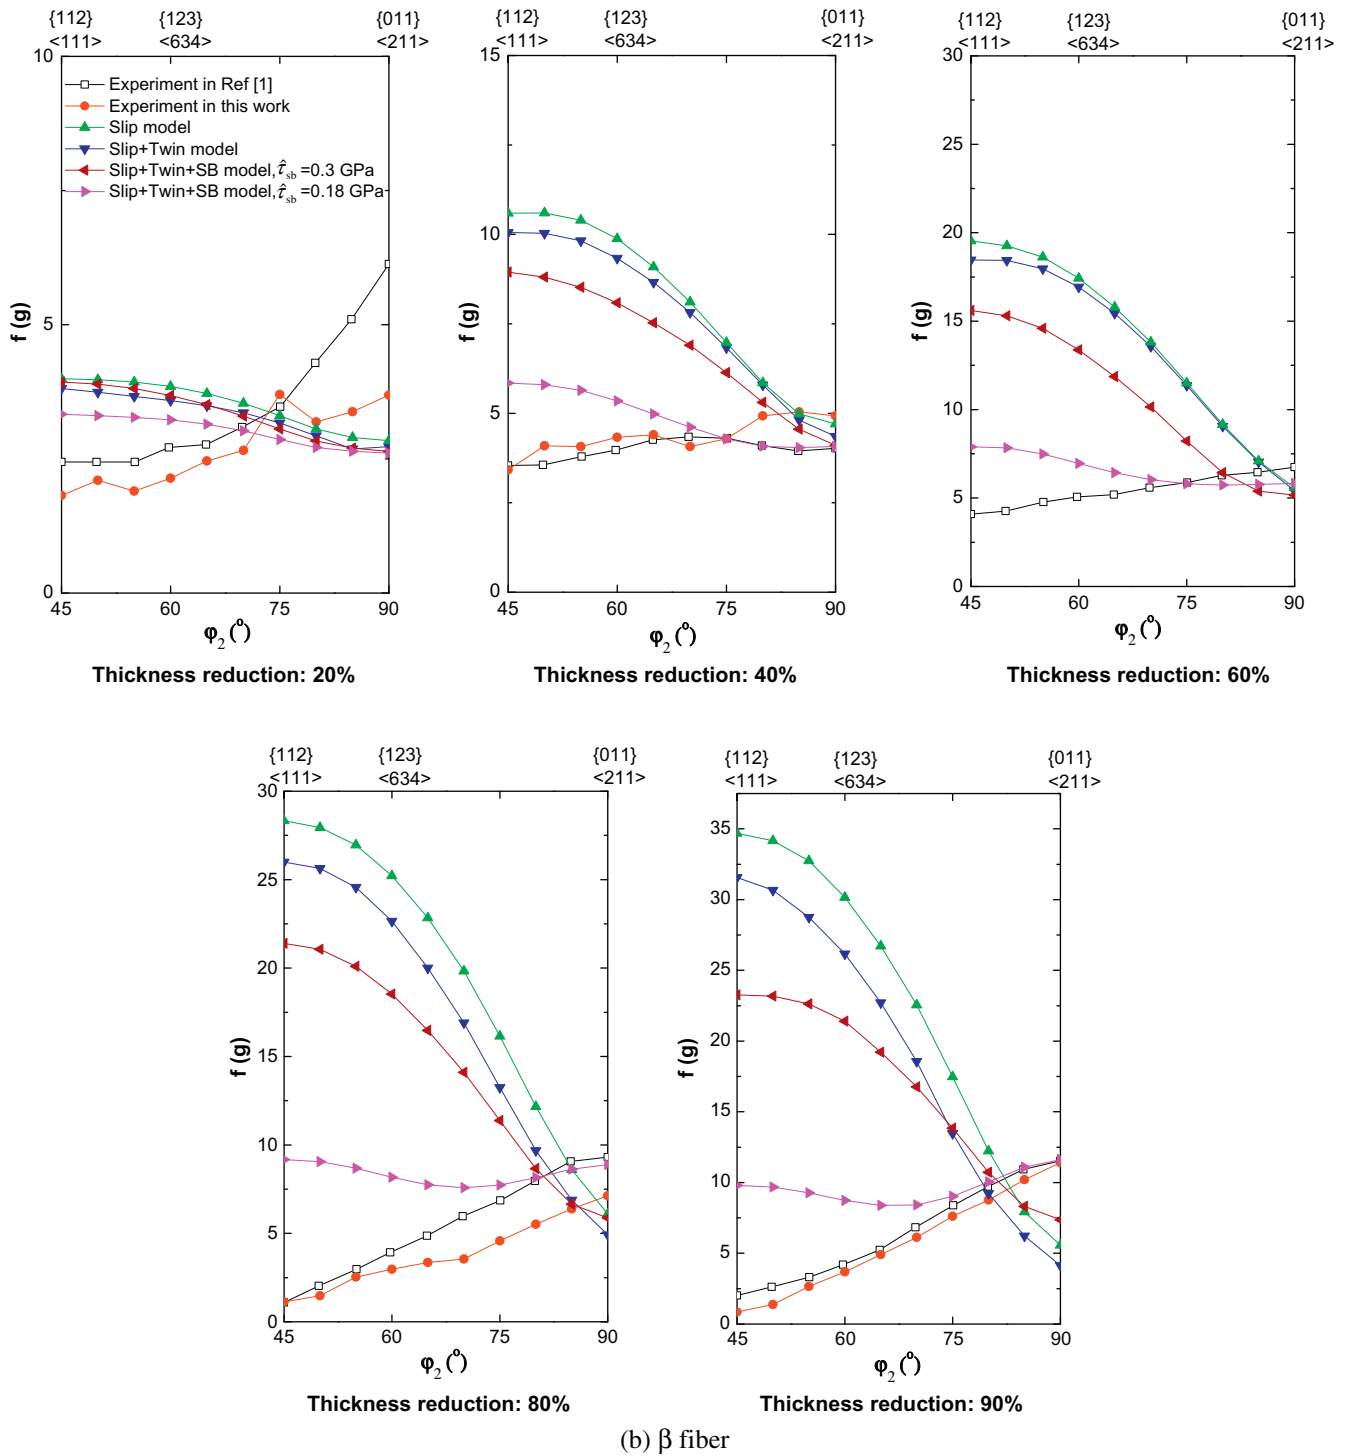 {112} {123} {011}
<111> <634> <211>
10
5
0
f (g)
Experiment in Ref [1]
Experiment in this work
Slip model
Slip+Twin model
Slip+Twin+SB model, τ̂sb =0.3 GPa
Slip+Twin+SB model, τ̂sb =0.18 GPa
45 60 75 90
φ2 (°)
Thickness reduction: 20%
{112} {123} {011}
<111> <634> <211>
15
10
5
0
f (g)
45 60 75 90
φ2 (°)
Thickness reduction: 40%
{112} {123} {011}
<111> <634> <211>
30
25
20
15
10
5
0
f (g)
45 60 75 90
φ2 (°)
Thickness reduction: 60%
{112} {123} {011}
<111> <634> <211>
30
25
20
15
10
5
0
f (g)
45 60 75 90
φ2 (°)
Thickness reduction: 80%
{112} {123} {011}
<111> <634> <211>
35
30
25
20
15
10
5
0
f (g)
45 60 75 90
φ2 (°)
Thickness reduction: 90%
(b) β fiber